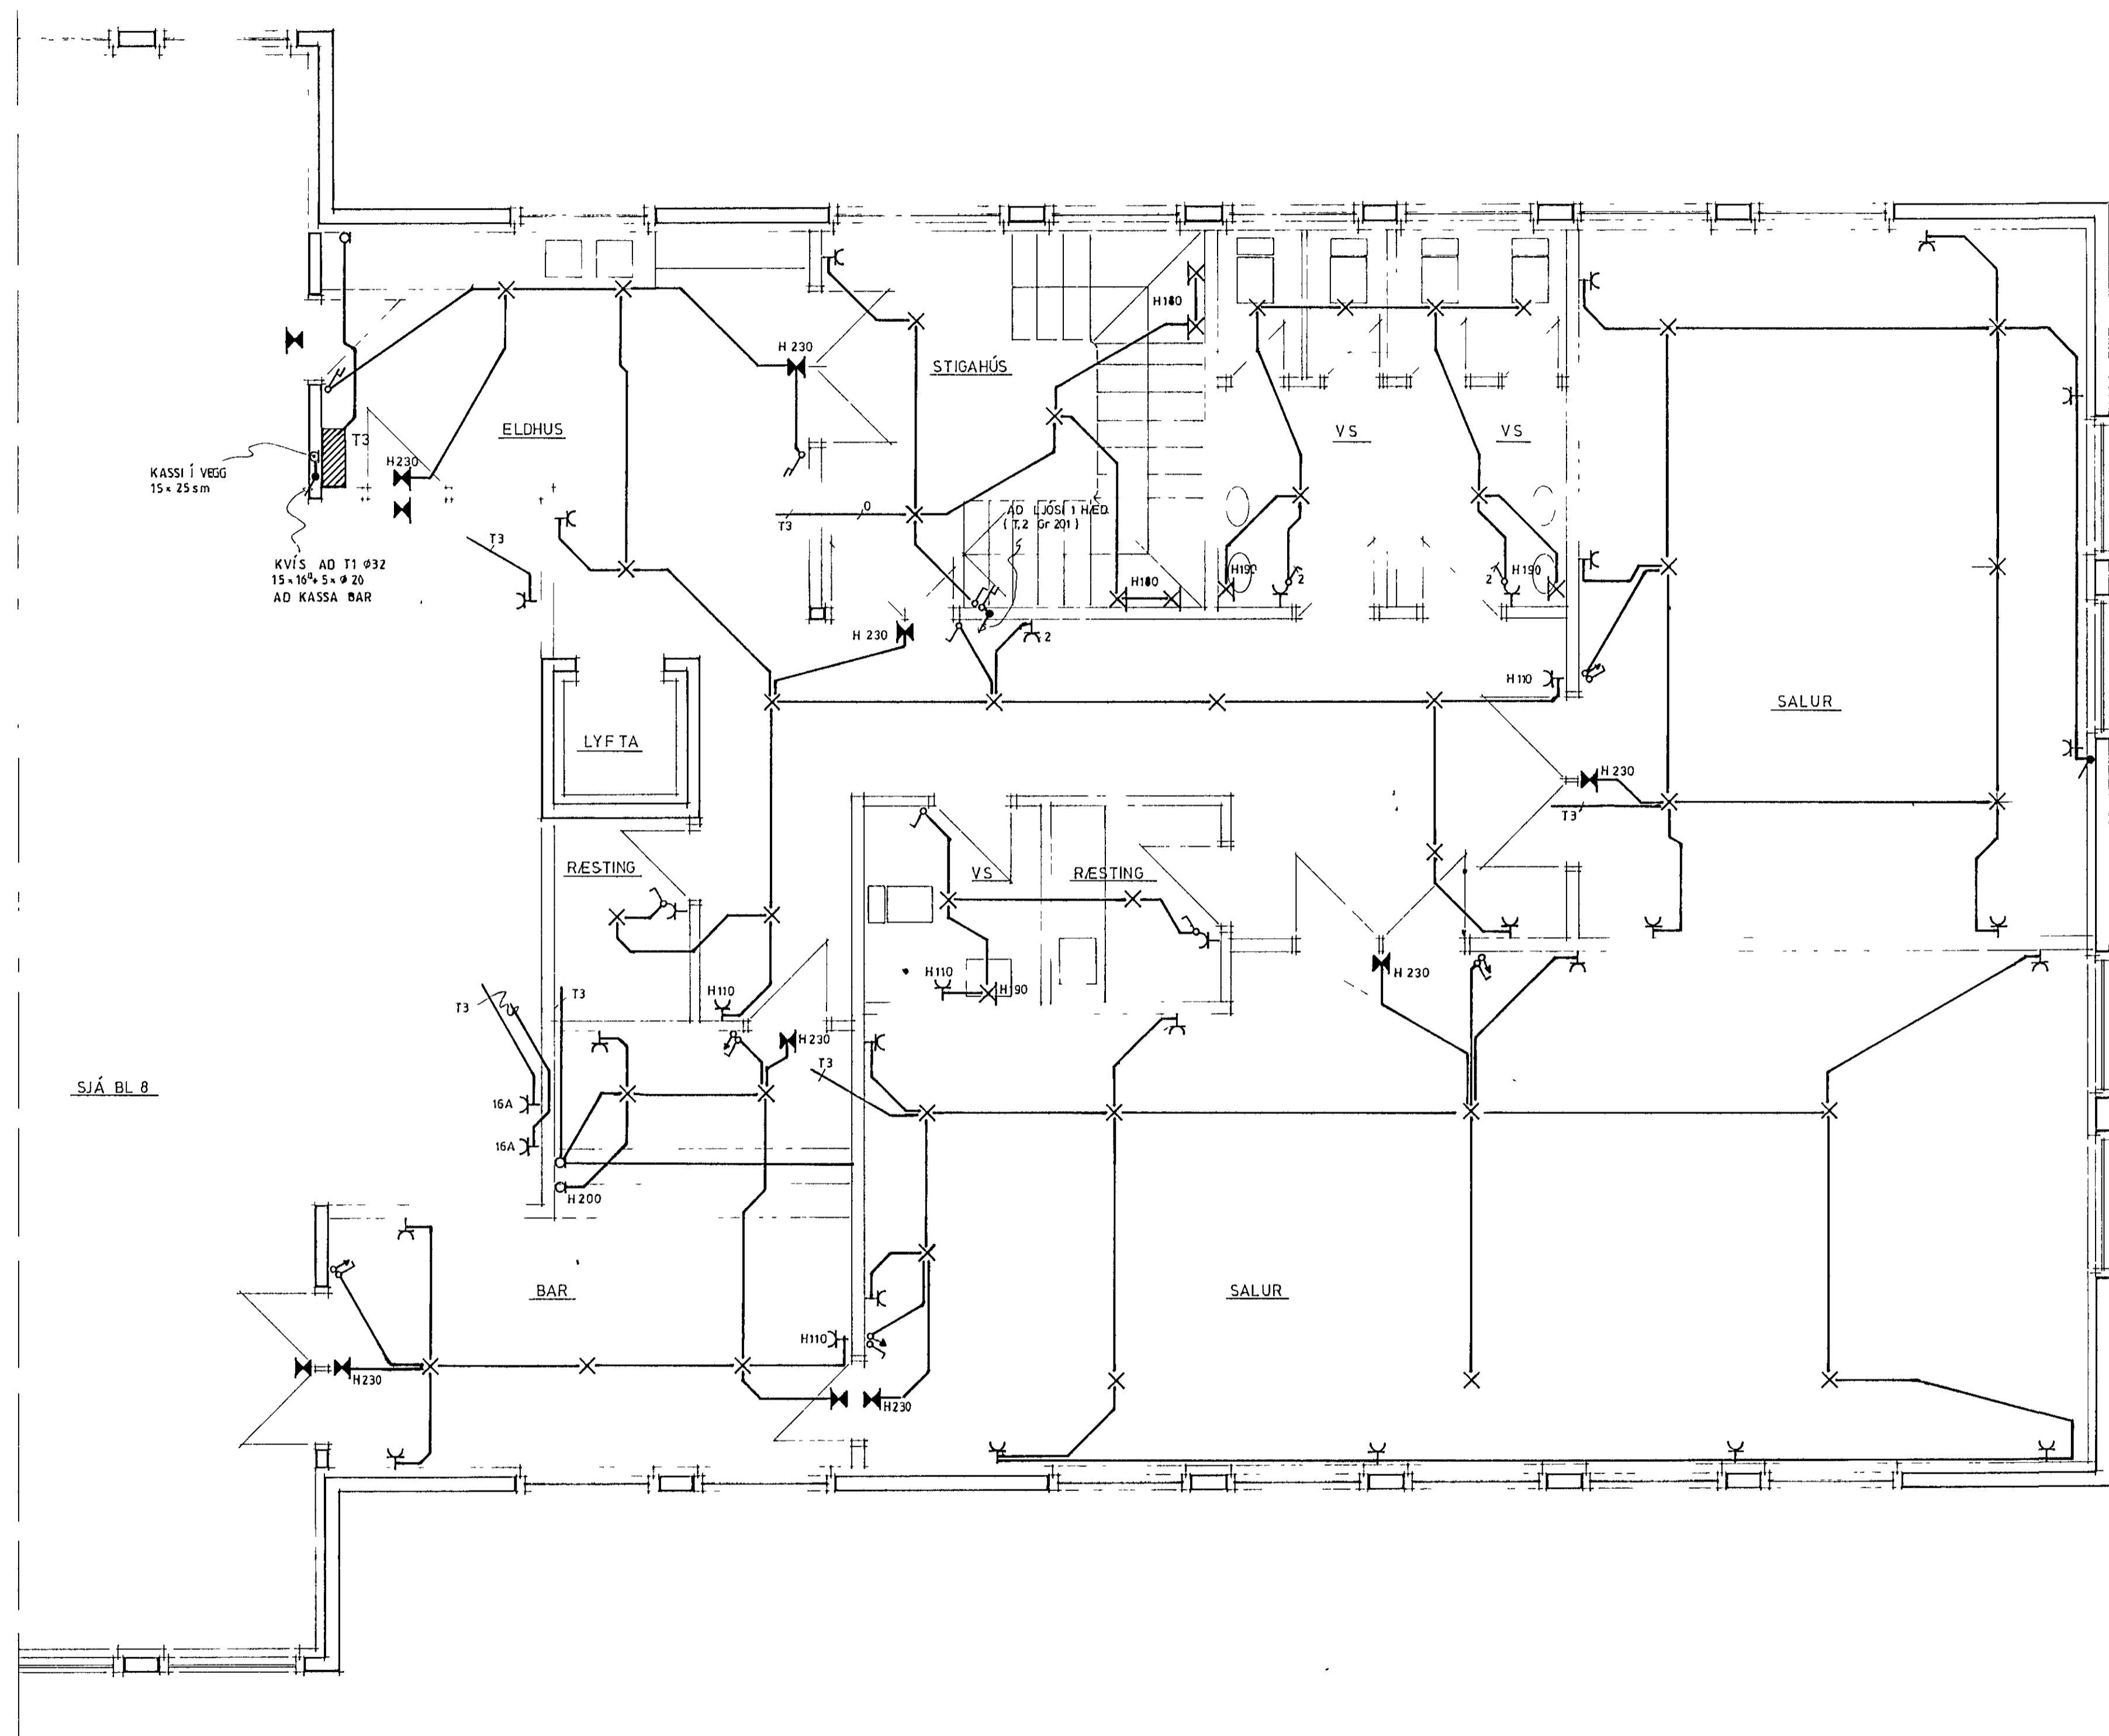 H180
H 230
STIGAHÚS
ELDHUS
T3
VS
VS
KASSI Í VEGG
15 x 25 sm
H230
AÐ LJÓSI 1 HÆÐ
( T.2 Gr 201 )
T3
0
T3
KVÍS AÐ T1 Ø32
15 x 16□ + 5 x Ø 20
AÐ KASSA BAR
H180
H190
2
2
H190
H 230
2
H 110
SALUR
LYFTA
H 230
T3
RÆSTING
VS
RÆSTING
H110
H110
H190
H 230
T3
T3
H230
T3
SJÁ BL 8
16A
16A
H200
BAR
SALUR
H110
H230
H230